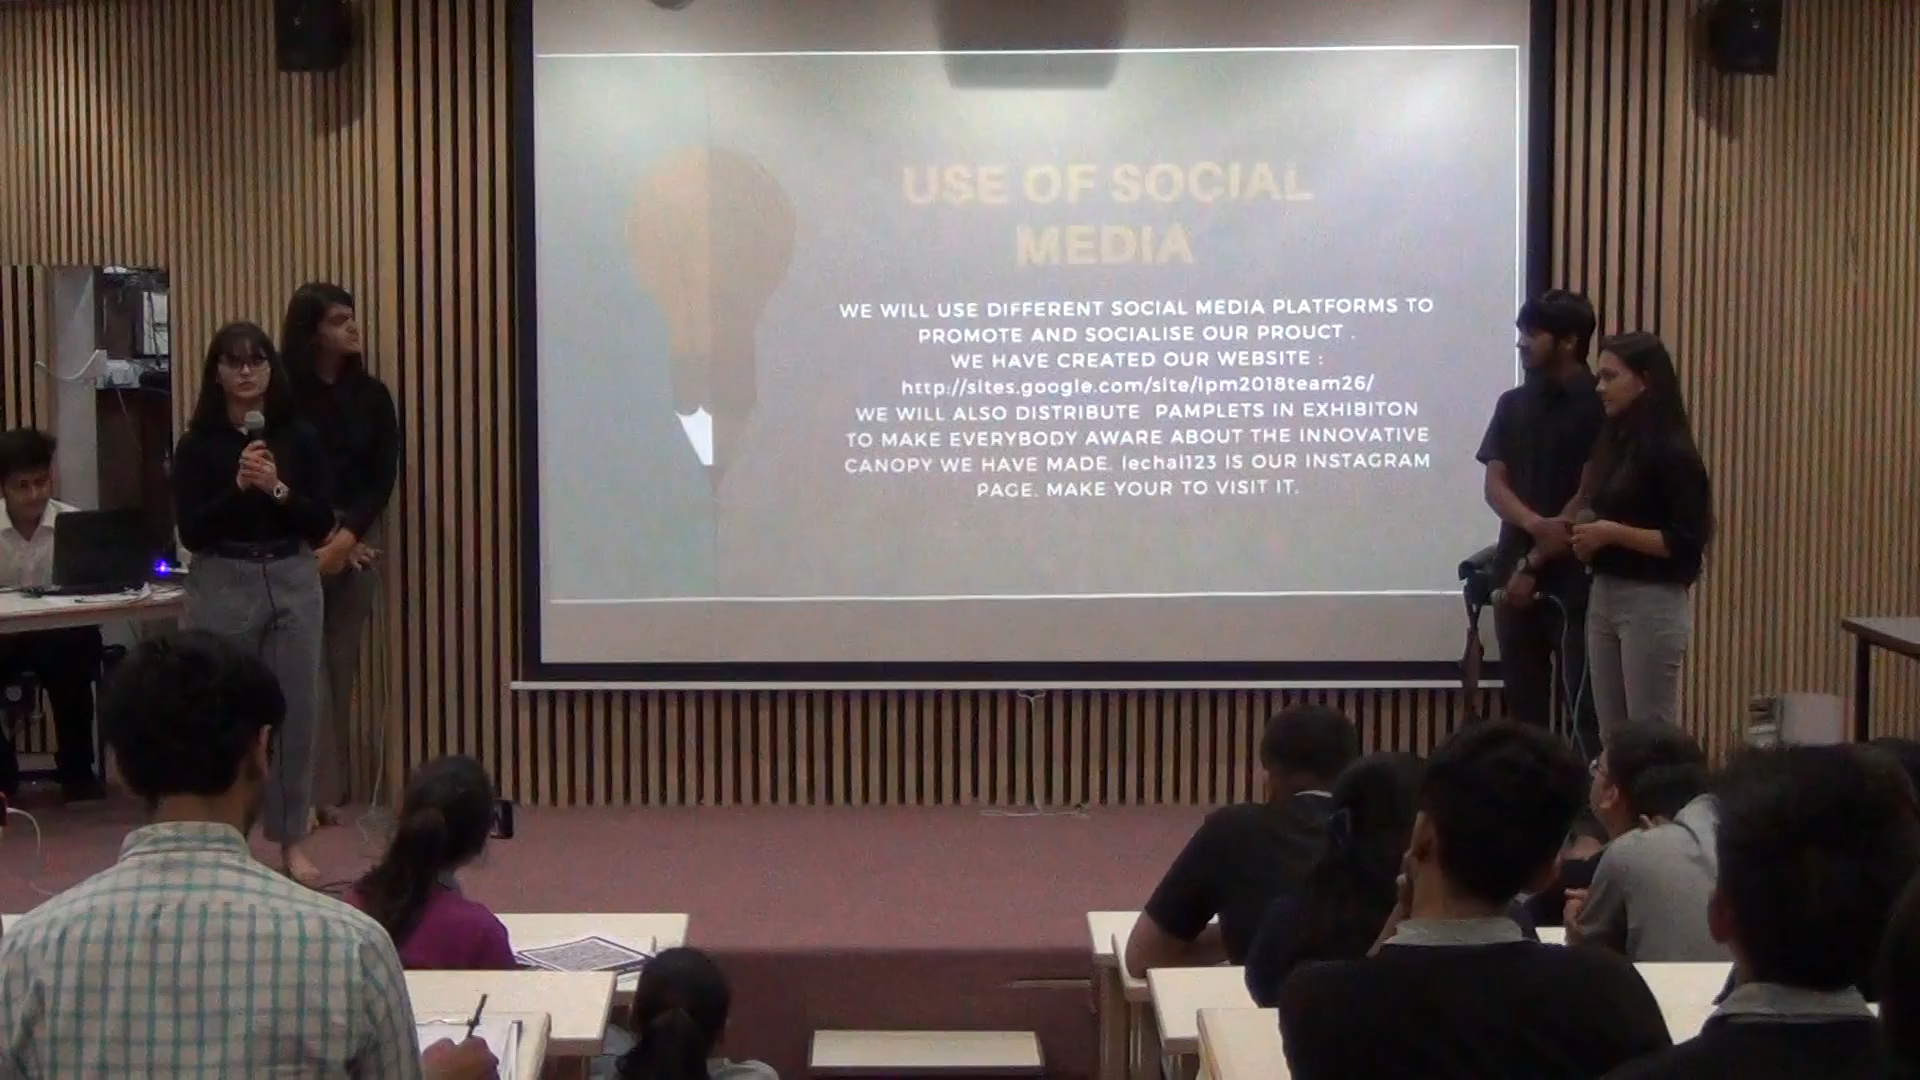 USE OF SOCIAL
MEDIA
WE WILL USE DIFFERENT SOCIAL MEDIA PLATFORMS TO
PROMOTE AND SOCIALISE OUR PROUCT .
WE HAVE CREATED OUR WEBSITE :
http://sites.google.com/site/ipm2018team26/
WE WILL ALSO DISTRIBUTE PAMPLETS IN EXHIBITON
TO MAKE EVERYBODY AWARE ABOUT THE INNOVATIVE
CANOPY WE HAVE MADE. lechal123 IS OUR INSTAGRAM
PAGE. MAKE YOUR TO VISIT IT.